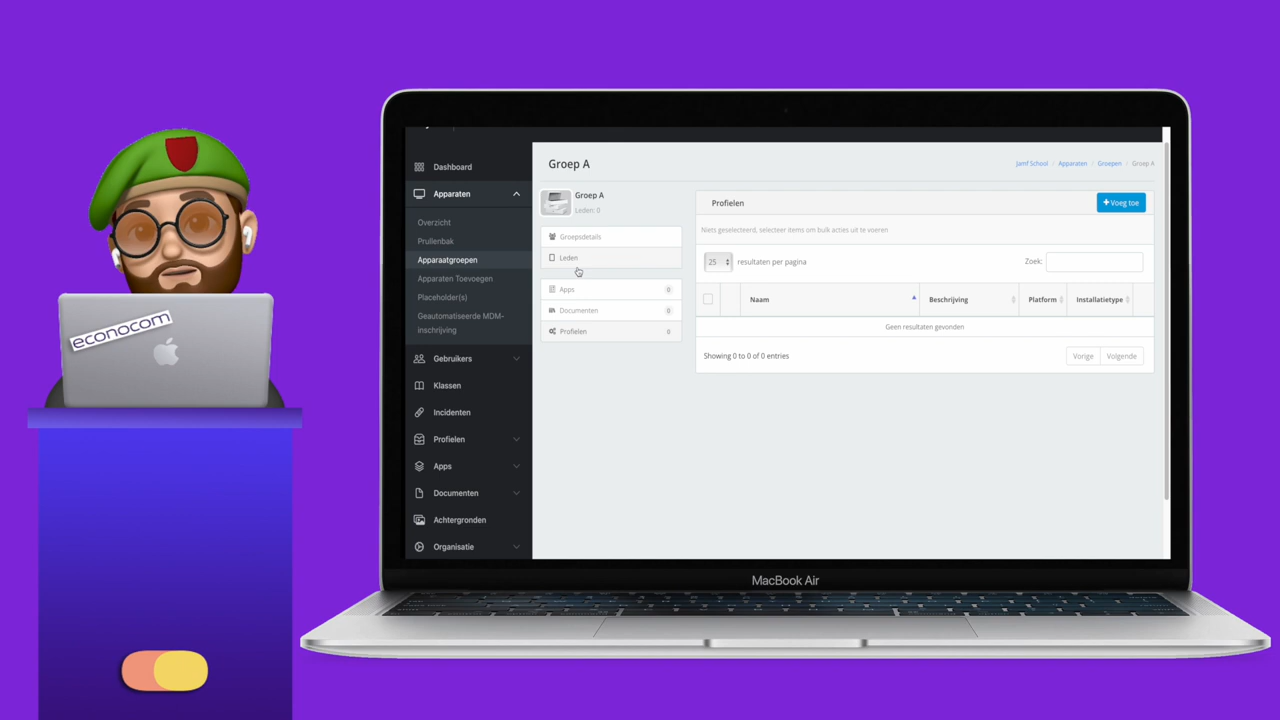 econocom
Dashboard
Apparaten
Overzicht
Prullenbak
Apparaatgroepen
Apparaten Toevoegen
Placeholder(s)
Geautomatiseerde MDM-
inschrijving
Gebruikers
Klassen
Incidenten
Profielen
Apps
Documenten
Achtergronden
Organisatie
Groep A
Jamf School / Apparaten / Groepen / Groep A
Groep A
Leden: 0
Groepsdetails
Leden
Apps 0
Documenten 0
Profielen 0
Profielen
+Voeg toe
Niets geselecteerd, selecteer items om bulk acties uit te voeren
25 resultaten per pagina
Zoek:
Naam Beschrijving Platform Installatietype
Geen resultaten gevonden
Showing 0 to 0 of 0 entries
Vorige Volgende
MacBook Air